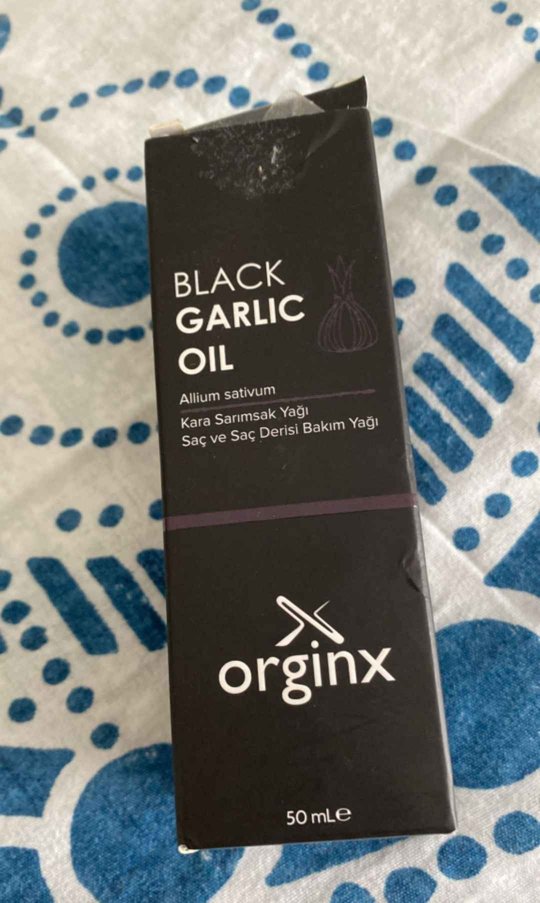 BLACK
GARLIC
OIL
Allium sativum
Kara Sarımsak Yağı
Saç ve Saç Derisi Bakım Yağı
orginx
50 mL℮